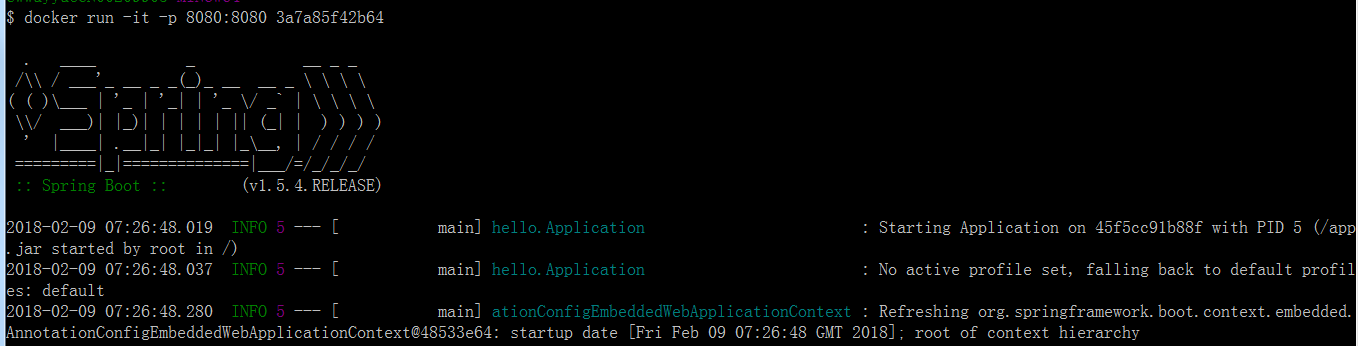 $ docker run -it -p 8080:8080 3a7a85f42b64
  .   ____          _            __ _ _
 /\\ / ___'_ __ _ _(_)_ __  __ _ \ \ \ \
( ( )\___ | '_ | '_| | '_ \/ _` | \ \ \ \
 \\/  ___)| |_)| | | | | || (_| |  ) ) ) )
  '  |____| .__|_| |_|_| |_\__, | / / / /
 =========|_|==============|___/=/_/_/_/
 :: Spring Boot ::        (v1.5.4.RELEASE)
2018-02-09 07:26:48.019  INFO 5 --- [           main] hello.Application                        : Starting Application on 45f5cc91b88f with PID 5 (/app
.jar started by root in /)
2018-02-09 07:26:48.037  INFO 5 --- [           main] hello.Application                        : No active profile set, falling back to default profil
es: default
2018-02-09 07:26:48.280  INFO 5 --- [           main] ationConfigEmbeddedWebApplicationContext : Refreshing org.springframework.boot.context.embedded.
AnnotationConfigEmbeddedWebApplicationContext@48533e64: startup date [Fri Feb 09 07:26:48 GMT 2018]; root of context hierarchy